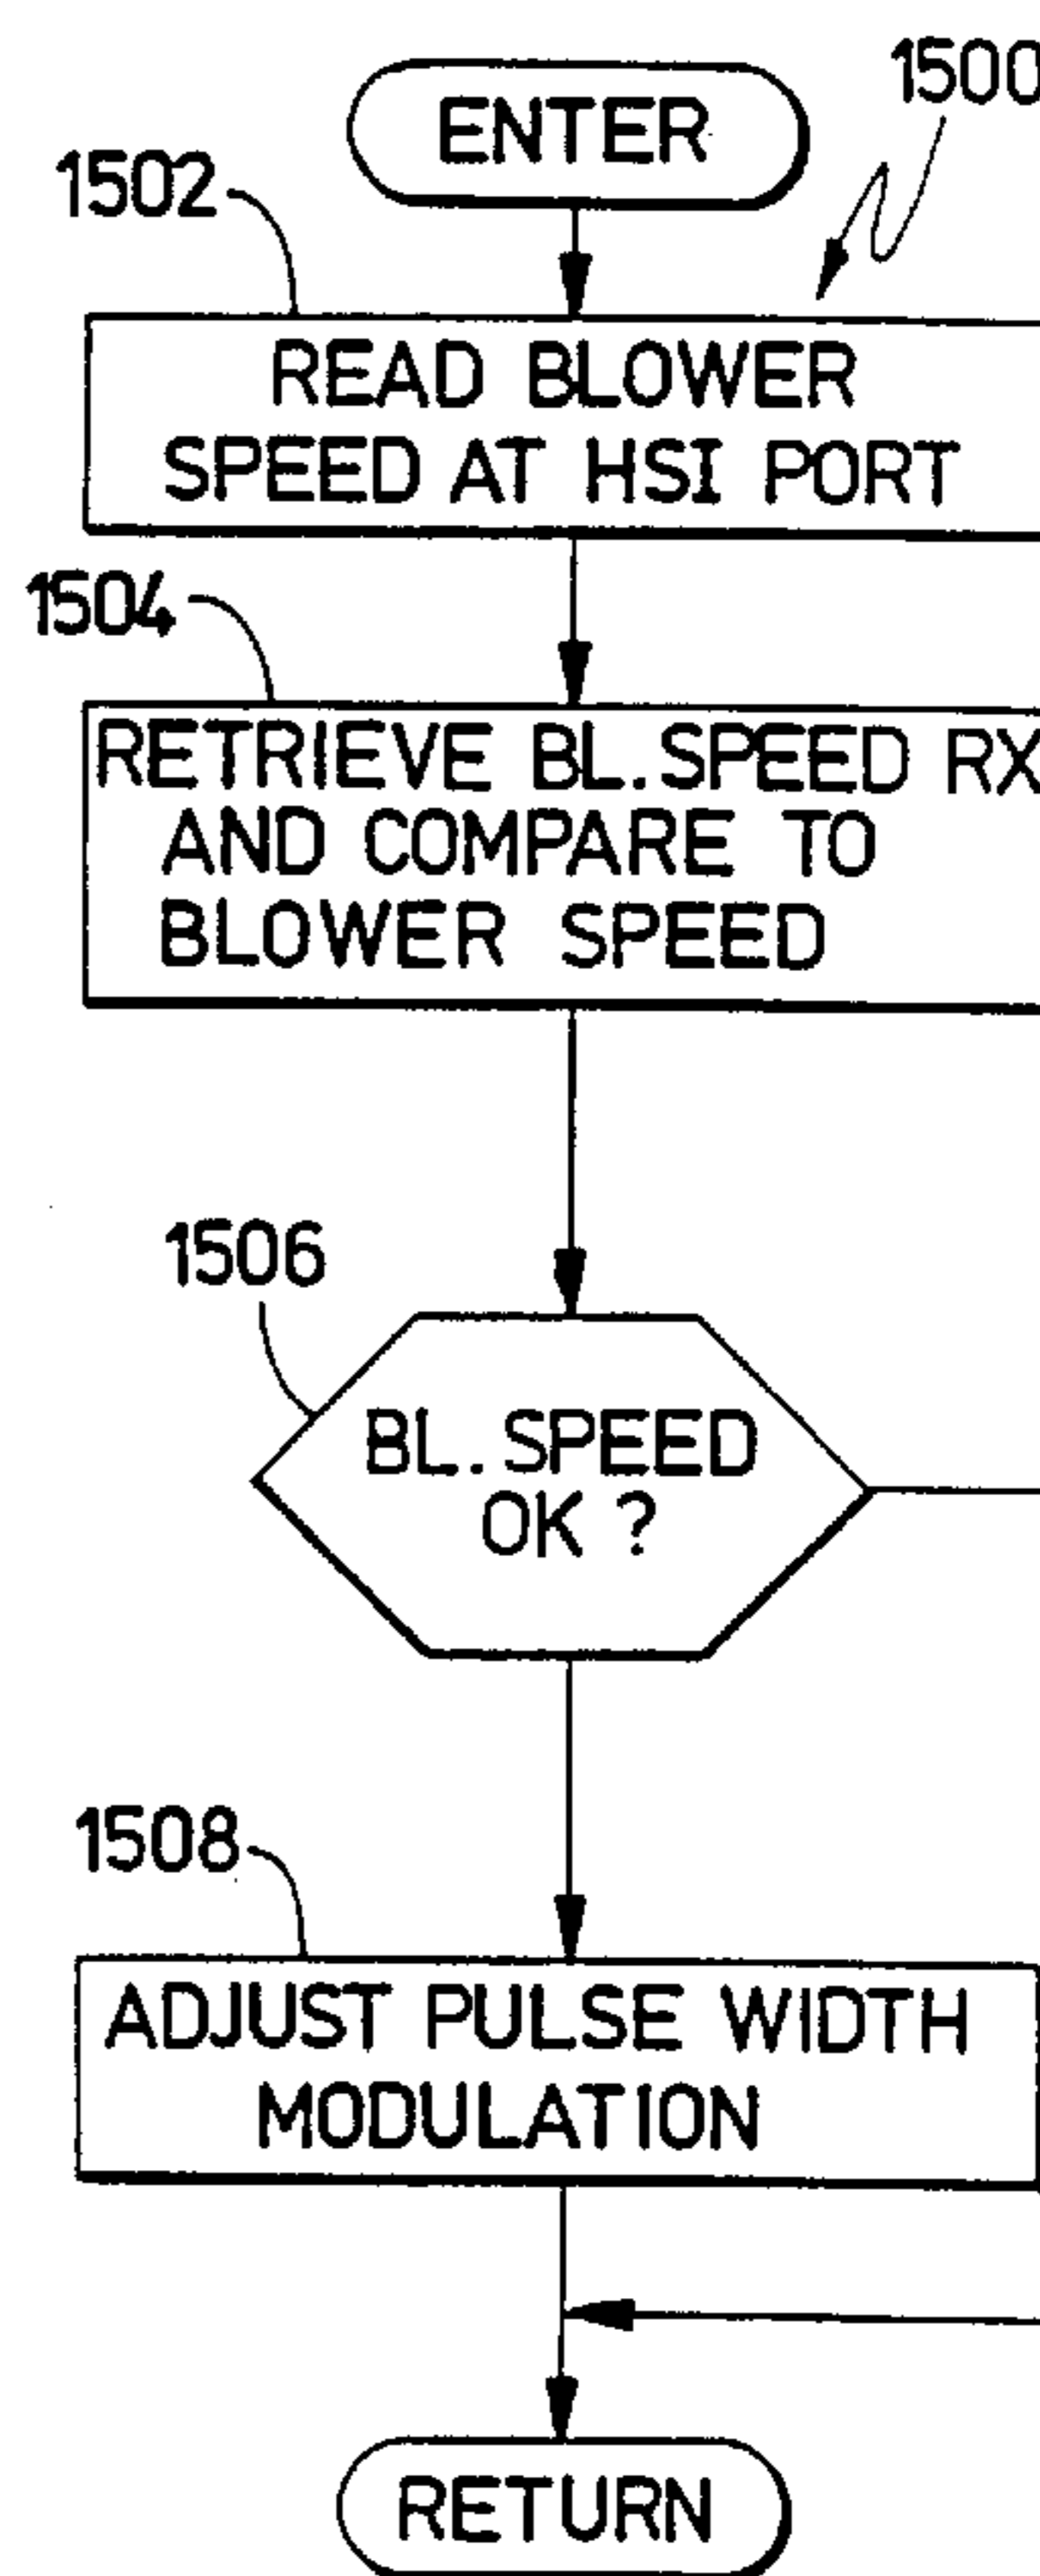 1500
ENTER
1502
READ BLOWER
SPEED AT HSI PORT
1504
RETRIEVE BL.SPEED RX
AND COMPARE TO
BLOWER SPEED
1506
BL.SPEED
OK ?
1508
ADJUST PULSE WIDTH
MODULATION
RETURN